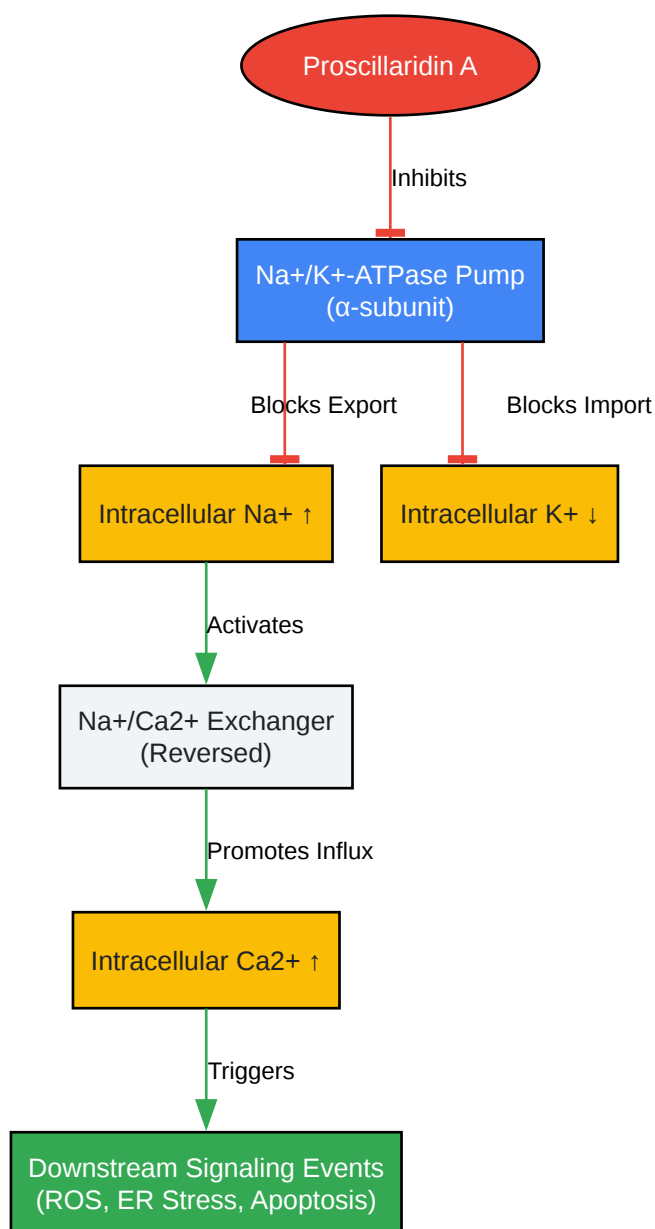 Proscillaridin A
Inhibits
Na+/K+-ATPase Pump
(α-subunit)
Blocks Export
Blocks Import
Intracellular Na+ ↑
Intracellular K+ ↓
Activates
Na+/Ca2+ Exchanger
(Reversed)
Promotes Influx
Intracellular Ca2+ ↑
Triggers
Downstream Signaling Events
(ROS, ER Stress, Apoptosis)